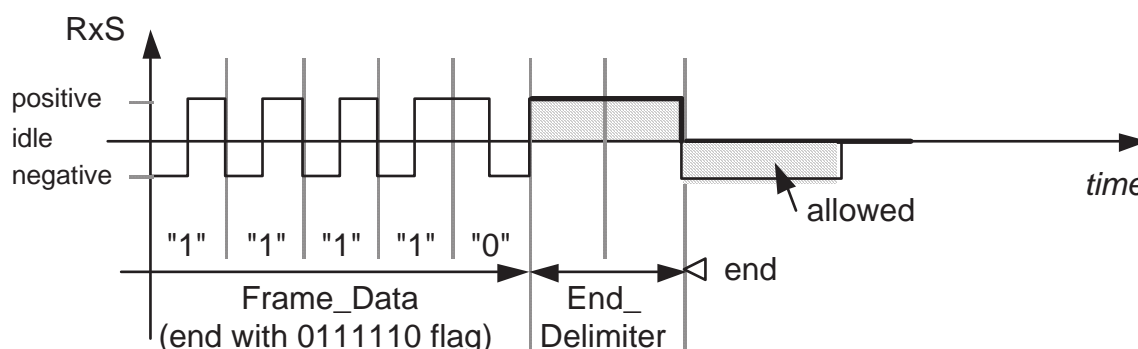 RxS
positive
idle
negative
time
allowed
"1" "1" "1" "1" "0"
end
Frame_Data
(end with 0111110 flag)
End_
Delimiter